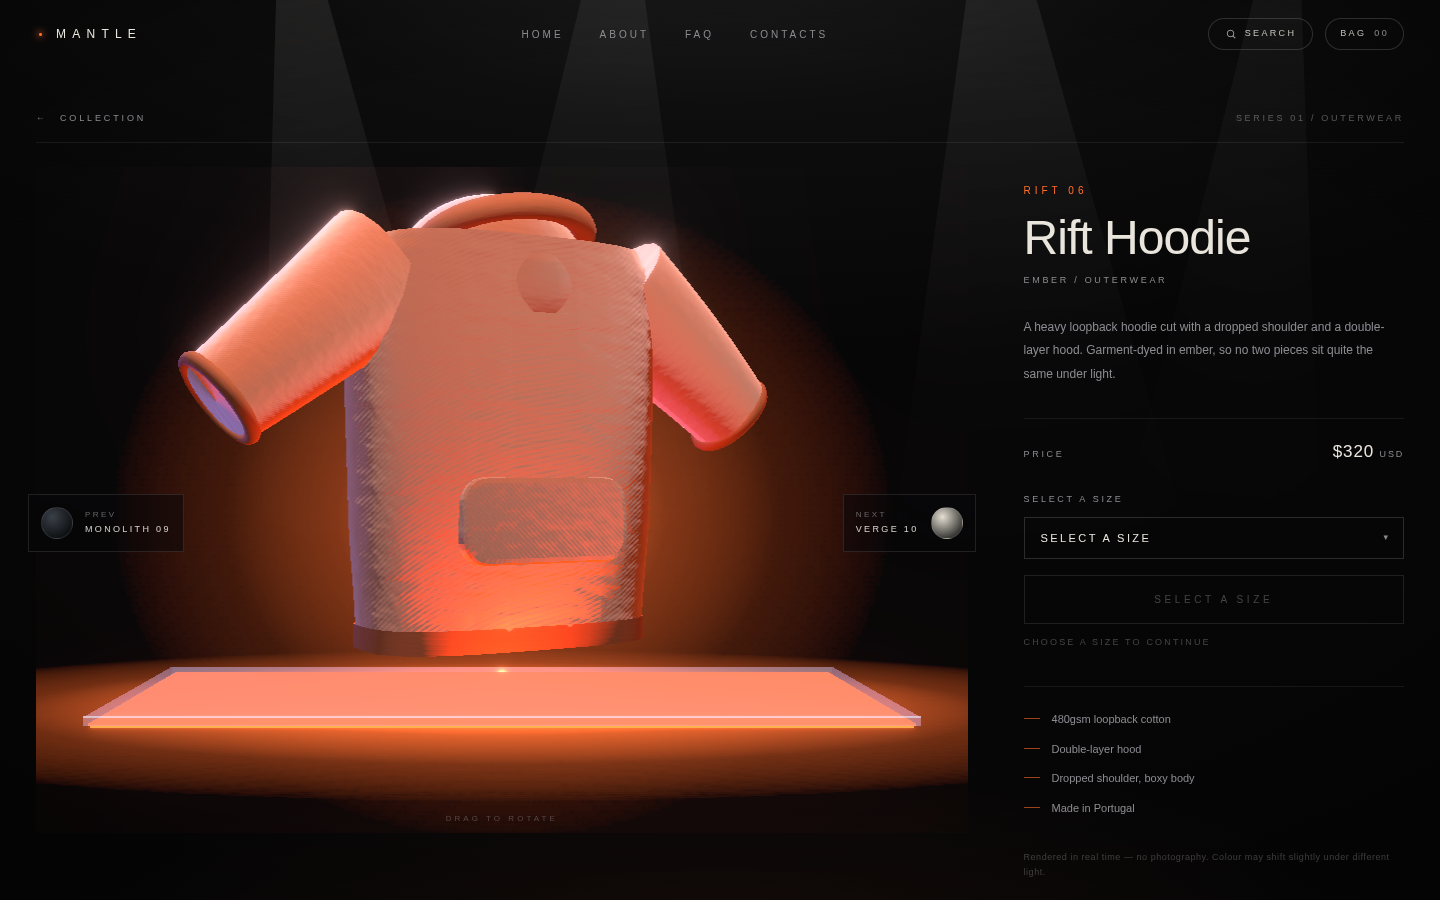 MANTLE
HOME
ABOUT
FAQ
CONTACTS
SEARCH
BAG 00
← COLLECTION
SERIES 01 / OUTERWEAR
RIFT 06
Rift Hoodie
EMBER / OUTERWEAR
A heavy loopback hoodie cut with a dropped shoulder and a double-
layer hood. Garment-dyed in ember, so no two pieces sit quite the
same under light.
PRICE
$320 USD
SELECT A SIZE
SELECT A SIZE
SELECT A SIZE
CHOOSE A SIZE TO CONTINUE
480gsm loopback cotton
Double-layer hood
Dropped shoulder, boxy body
Made in Portugal
Rendered in real time — no photography. Colour may shift slightly under different
light.
PREV
MONOLITH 09
NEXT
VERGE 10
DRAG TO ROTATE